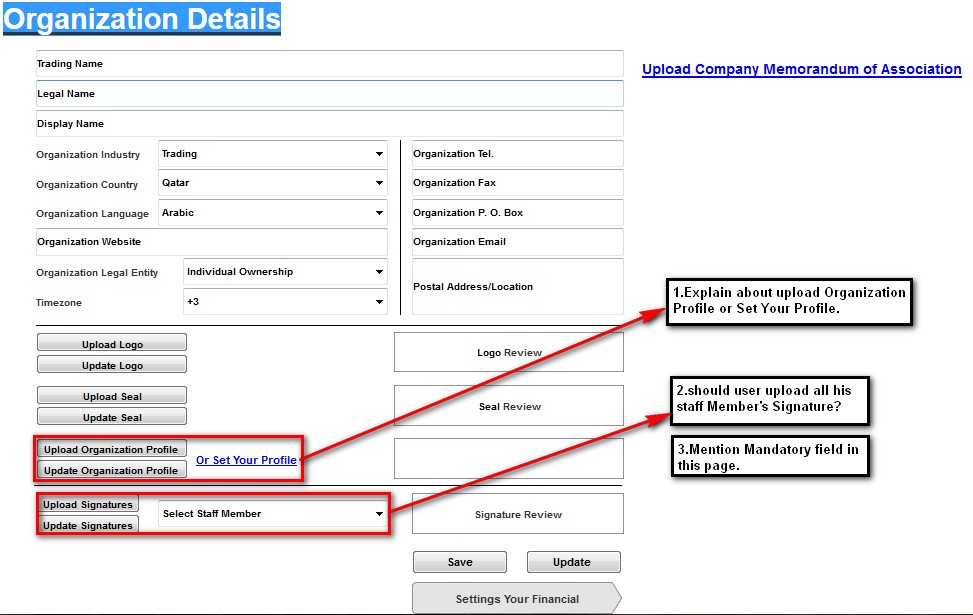 Organization Details
Trading Name
Upload Company Memorandum of Association
Legal Name
Display Name
Organization Industry
Trading
Organization Tel.
Organization Country
Qatar
Organization Fax
Organization Language
Arabic
Organization P. O. Box
Organization Website
Organization Email
Organization Legal Entity
Individual Ownership
Postal Address/Location
Timezone
+3
1.Explain about upload Organization
Profile or Set Your Profile.
Upload Logo
Update Logo
Logo Review
Upload Seal
Update Seal
Seal Review
2.should user upload all his
staff Member's Signature?
3.Mention Mandatory field in
this page.
Upload Organization Profile
Update Organization Profile
Or Set Your Profile
Upload Signatures
Update Signatures
Select Staff Member
Signature Review
Save
Update
Settings Your Financial